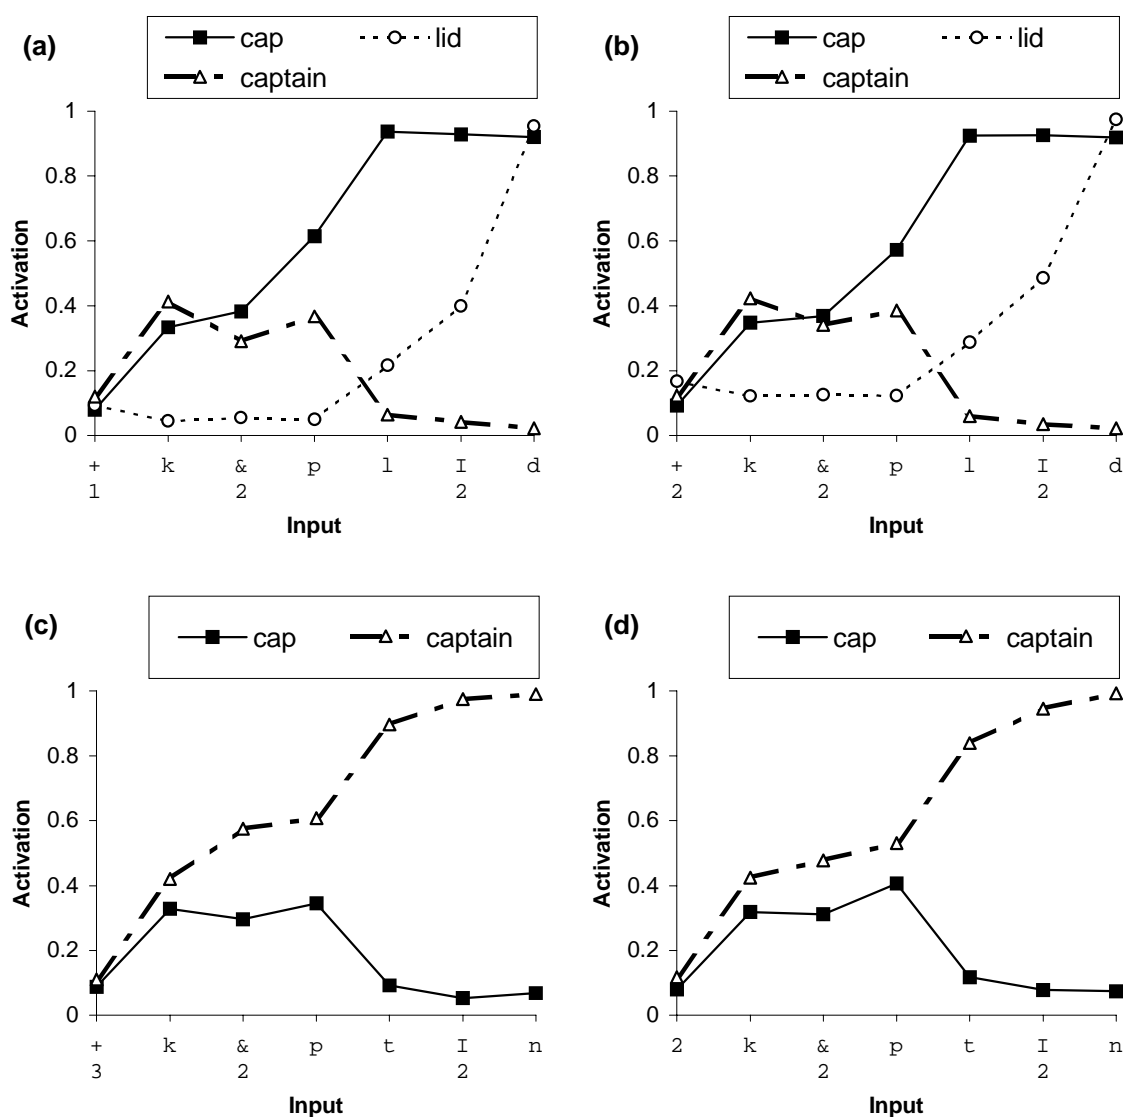 (a)
cap
lid
captain
1
0.8
0.6
0.4
0.2
0
Activation
+ k & p l I d
1 2 2
Input
(b)
cap
lid
captain
1
0.8
0.6
0.4
0.2
0
Activation
+ k & p l I d
2 2 2
Input
(c)
cap
captain
1
0.8
0.6
0.4
0.2
0
Activation
+ k & p t I n
3 2 2
Input
(d)
cap
captain
1
0.8
0.6
0.4
0.2
0
Activation
2 k & p t I n
2 2
Input